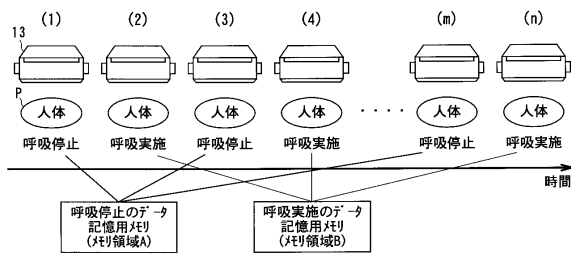 (1) (2) (3) (4) (m) (n)
13
P
人体 人体 人体 人体 ···· 人体 人体
呼吸停止 呼吸実施 呼吸停止 呼吸実施 呼吸停止 呼吸実施
時間
呼吸停止のデータ
記憶用メモリ
(メモリ領域A)
呼吸実施のデータ
記憶用メモリ
(メモリ領域B)